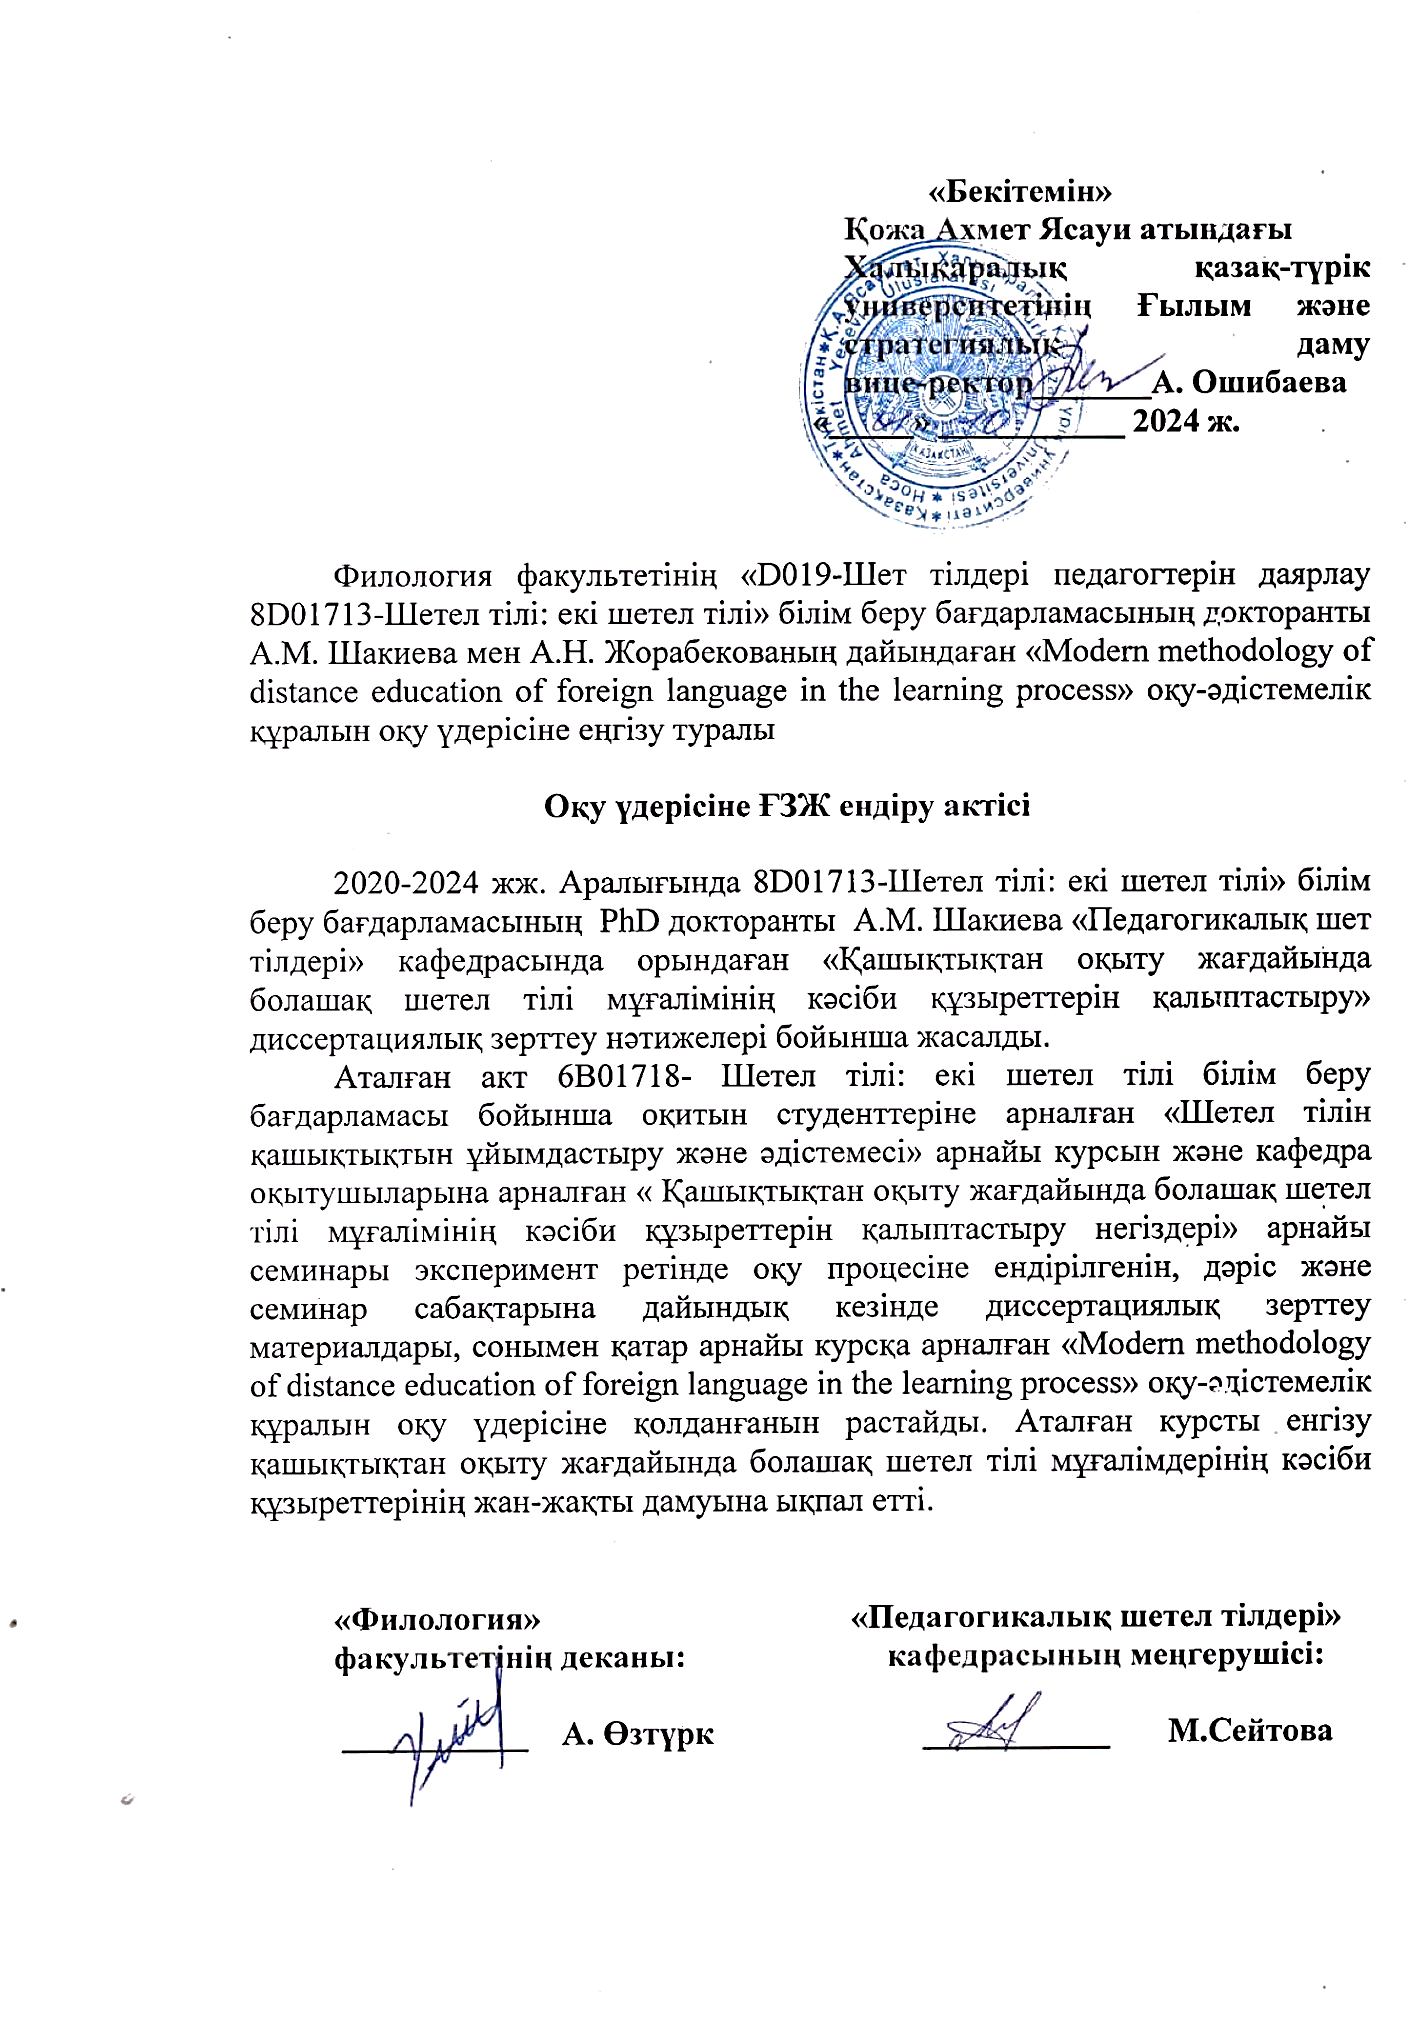 «Бекітемін»
Қожа Ахмет Ясауи атындағы
Халықаралық қазақ-түрік
университетінің Ғылым және
стратегиялық даму
вице-ректор А. Ошибаева
«      » 2024 ж.
Филология факультетінің «D019-Шет тілдері педагогтерін даярлау
8D01713-Шетел тілі: екі шетел тілі» білім беру бағдарламасының докторанты
А.М. Шакиева мен А.Н. Жорабекованың дайындаған «Modern methodology of
distance education of foreign language in the learning process» оқу-әдістемелік
құралын оқу үдерісіне еңгізу туралы
Оқу үдерісіне ҒЗЖ ендіру актісі
2020-2024 жж. Аралығында 8D01713-Шетел тілі: екі шетел тілі» білім
беру бағдарламасының PhD докторанты А.М. Шакиева «Педагогикалық шет
тілдері» кафедрасында орындаған «Қашықтықтан оқыту жағдайында
болашақ шетел тілі мұғалімінің кәсіби құзыреттерін қалыптастыру»
диссертациялық зерттеу нәтижелері бойынша жасалды.
Аталған акт 6В01718- Шетел тілі: екі шетел тілі білім беру
бағдарламасы бойынша оқитын студенттеріне арналған «Шетел тілін
қашықтықтын ұйымдастыру және әдістемесі» арнайы курсын және кафедра
оқытушыларына арналған « Қашықтықтан оқыту жағдайында болашақ шетел
тілі мұғалімінің кәсіби құзыреттерін қалыптастыру негіздері» арнайы
семинары эксперимент ретінде оқу процесіне ендірілгенін, дәріс және
семинар сабақтарына дайындық кезінде диссертациялық зерттеу
материалдары, сонымен қатар арнайы курсқа арналған «Modern methodology
of distance education of foreign language in the learning process» оқу-әдістемелік
құралын оқу үдерісіне қолданғанын растайды. Аталған курсты енгізу
қашықтықтан оқыту жағдайында болашақ шетел тілі мұғалімдерінің кәсіби
құзыреттерінің жан-жақты дамуына ықпал етті.
«Филология» «Педагогикалық шетел тілдері»
факультетінің деканы: кафедрасының меңгерушісі:
А. Өзтүрк М.Сейтова